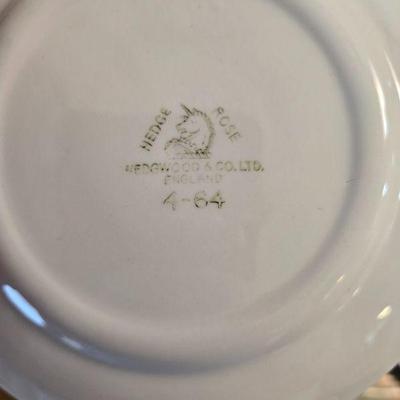 HEDGE ROSE
WEDGWOOD & CO. LTD.
ENGLAND
4-64